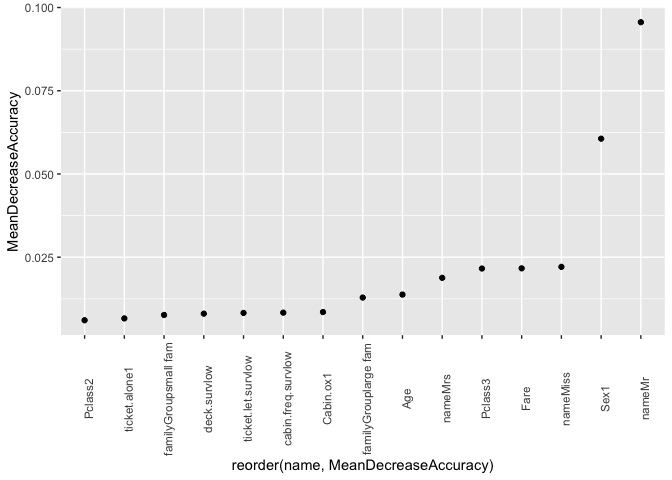 0.100
0.075
0.050
0.025
MeanDecreaseAccuracy
Pclass2
ticket.alone1
familyGroupsmall fam
deck.survlow
ticket.let.survlow
cabin.freq.survlow
Cabin.ox1
familyGrouplarge fam
Age
nameMrs
Pclass3
Fare
nameMiss
Sex1
nameMr
reorder(name, MeanDecreaseAccuracy)